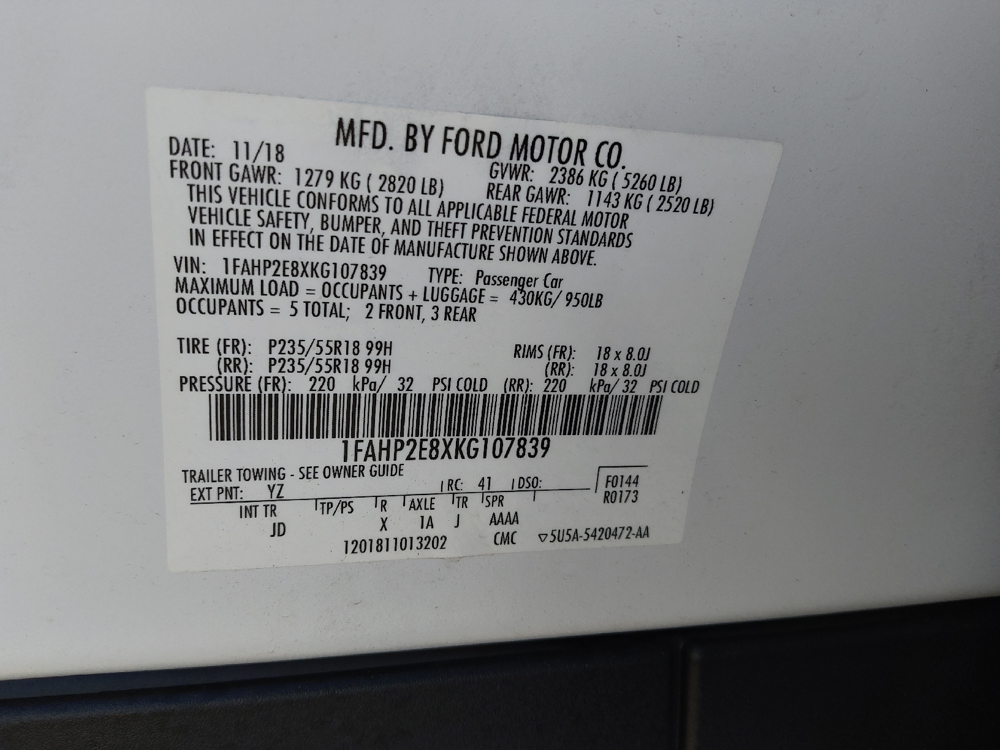 MFD. BY FORD MOTOR CO.
DATE: 11/18 GVWR: 2386 KG ( 5260 LB)
FRONT GAWR: 1279 KG ( 2820 LB) REAR GAWR: 1143 KG ( 2520 LB)
THIS VEHICLE CONFORMS TO ALL APPLICABLE FEDERAL MOTOR
VEHICLE SAFETY, BUMPER, AND THEFT PREVENTION STANDARDS
IN EFFECT ON THE DATE OF MANUFACTURE SHOWN ABOVE.
VIN: 1FAHP2E8XKG107839 TYPE: Passenger Car
MAXIMUM LOAD = OCCUPANTS + LUGGAGE = 430KG/ 950LB
OCCUPANTS = 5 TOTAL; 2 FRONT, 3 REAR
TIRE (FR): P235/55R18 99H RIMS (FR): 18 x 8.0J
(RR): P235/55R18 99H (RR): 18 x 8.0J
PRESSURE (FR): 220 kPa/ 32 PSI COLD (RR): 220 kPa/ 32 PSI COLD
1FAHP2E8XKG107839
TRAILER TOWING - SEE OWNER GUIDE
EXT PNT: YZ RC: 41 DSO: F0144
R0173
INT TR TP/PS R AXLE TR SPR
JD X 1A J AAAA
1201811013202 CMC ▽5U5A-5420472-AA